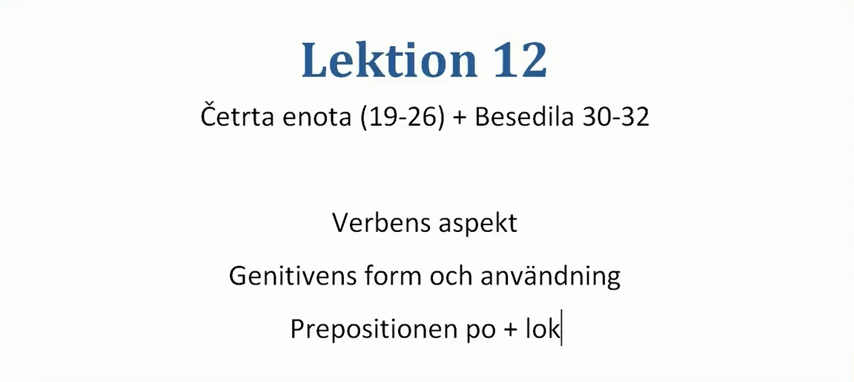 Lektion 12
Četrta enota (19-26) + Besedila 30-32
Verbens aspekt
Genitivens form och användning
Prepositionen po + lok